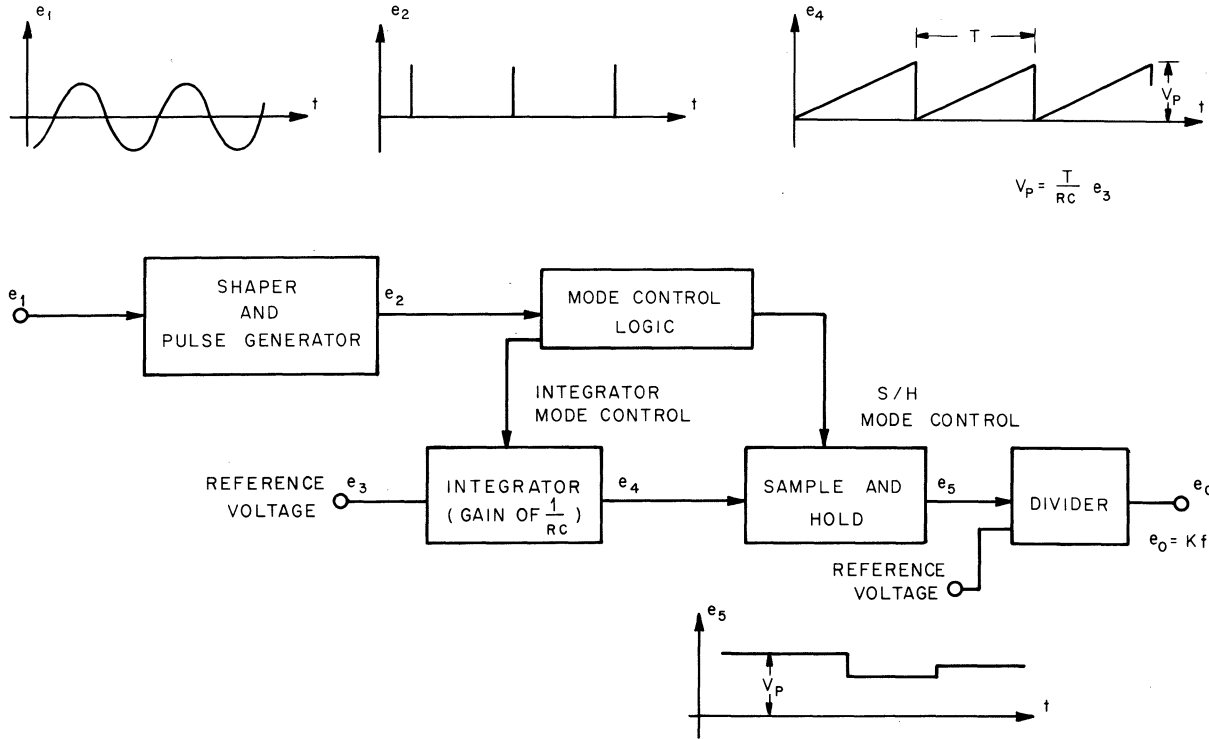 e1
e2
e4
T
VP
t
t
t
VP = T/RC e3
e1
SHAPER
AND
PULSE GENERATOR
e2
MODE CONTROL
LOGIC
INTEGRATOR
MODE CONTROL
S/H
MODE CONTROL
REFERENCE
VOLTAGE
e3
INTEGRATOR
(GAIN OF 1/RC)
e4
SAMPLE AND
HOLD
e5
DIVIDER
e0
e0 = Kf
REFERENCE
VOLTAGE
e5
VP
t